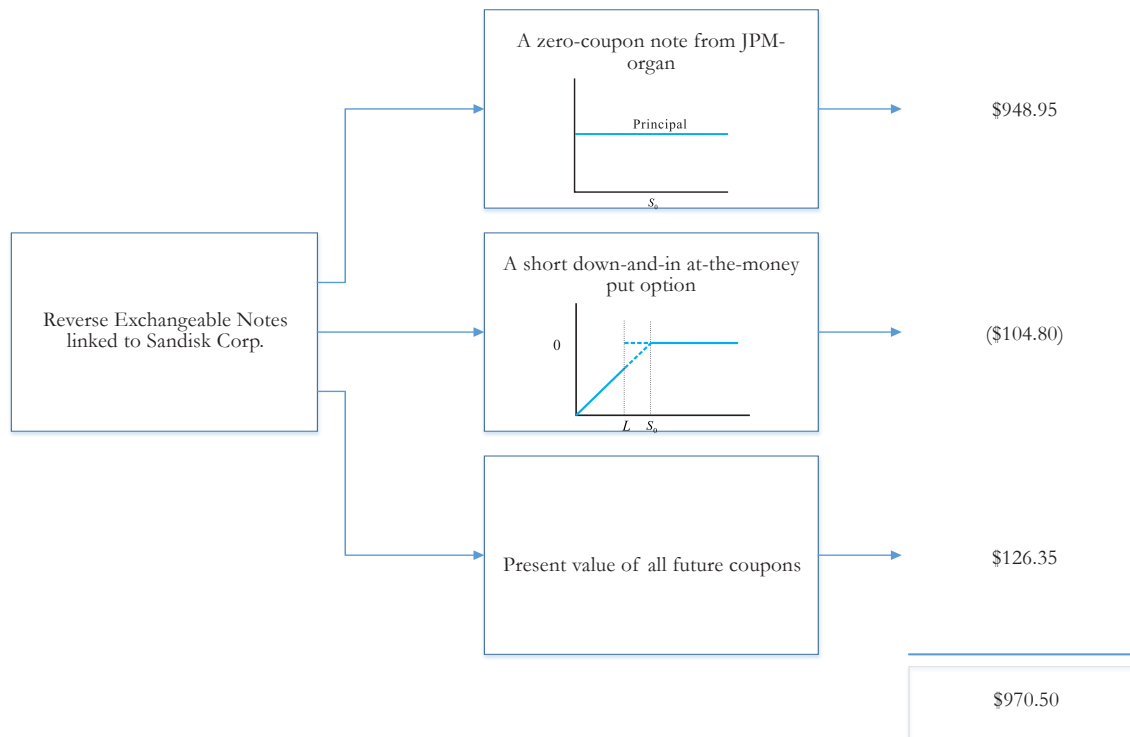 A zero-coupon note from JPM-
organ
Principal
S₀
$948.95
Reverse Exchangeable Notes
linked to Sandisk Corp.
A short down-and-in at-the-money
put option
0
L S₀
($104.80)
Present value of all future coupons
$126.35
$970.50